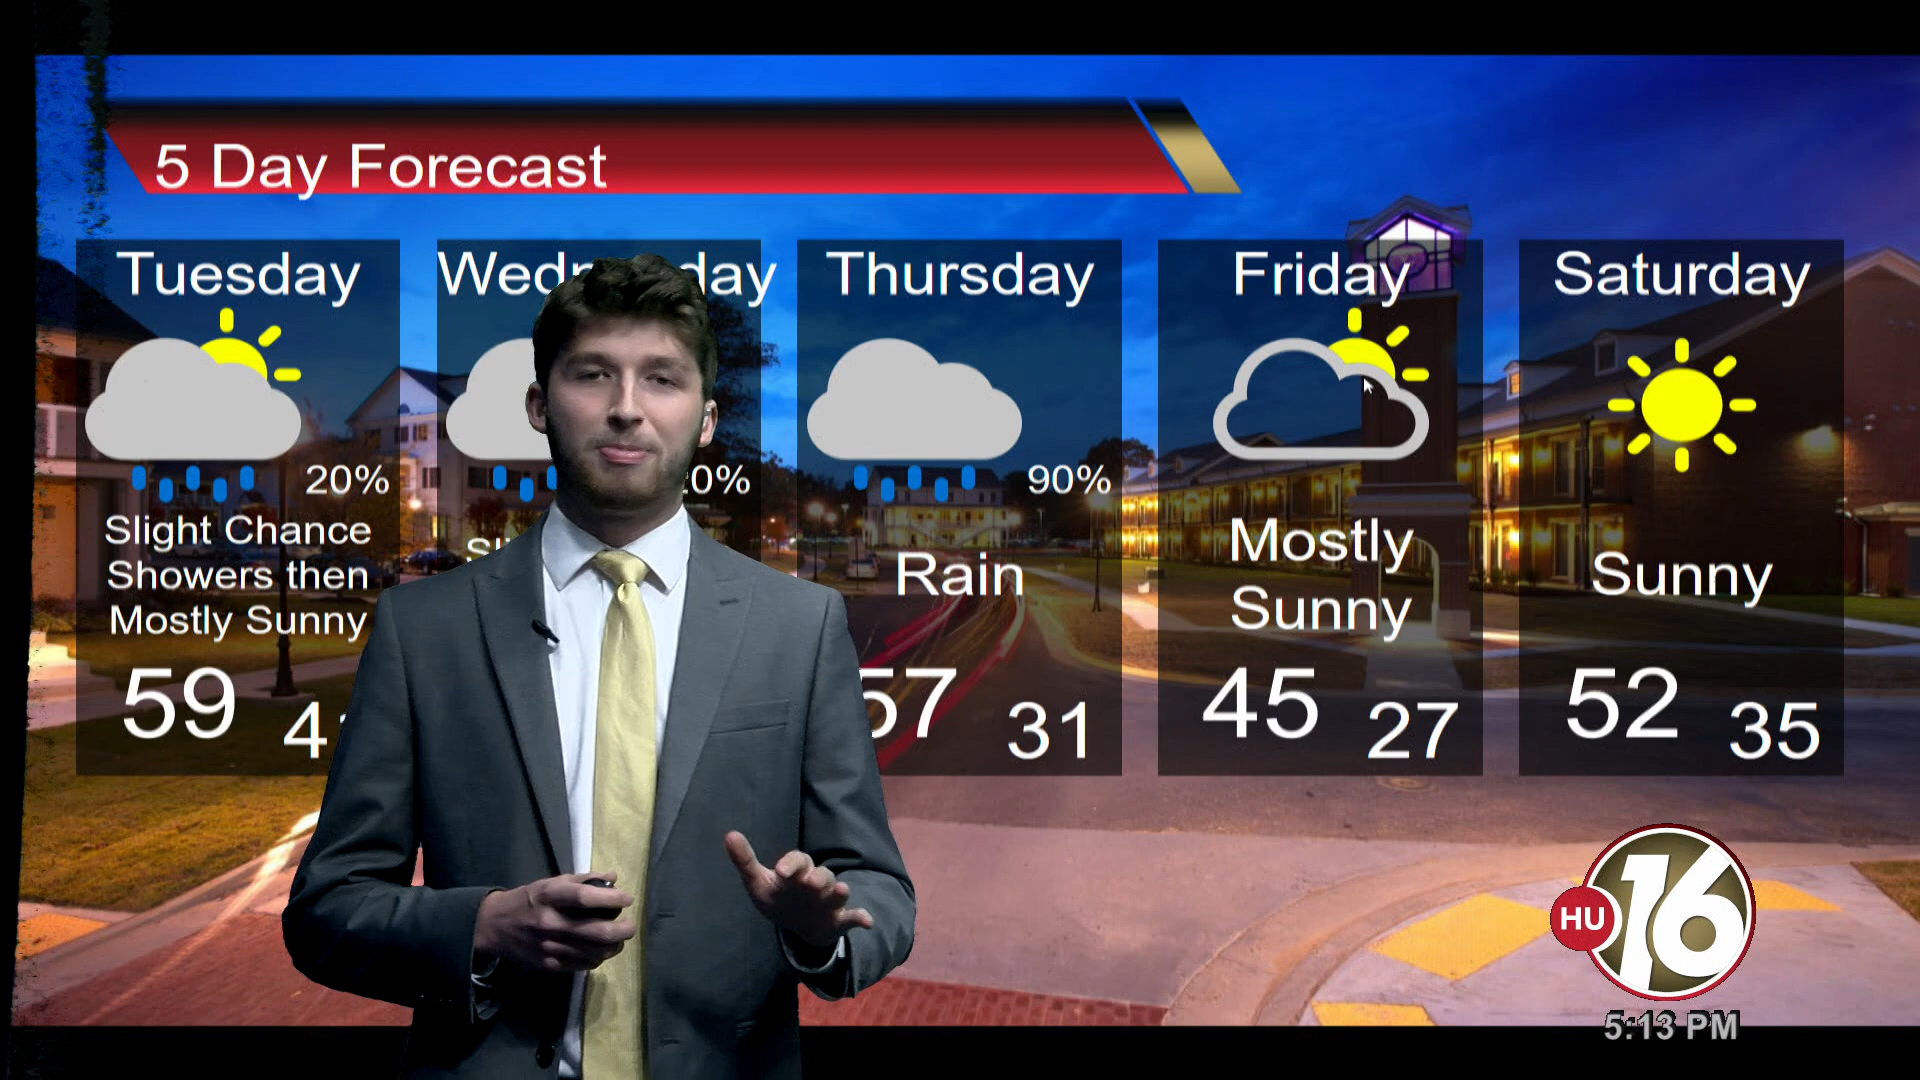 5 Day Forecast
Tuesday
20%
Slight Chance
Showers then
Mostly Sunny
59
Thursday
90%
Rain
57 31
Friday
Mostly
Sunny
45 27
Saturday
Sunny
52 35
HU 16
5:13 PM